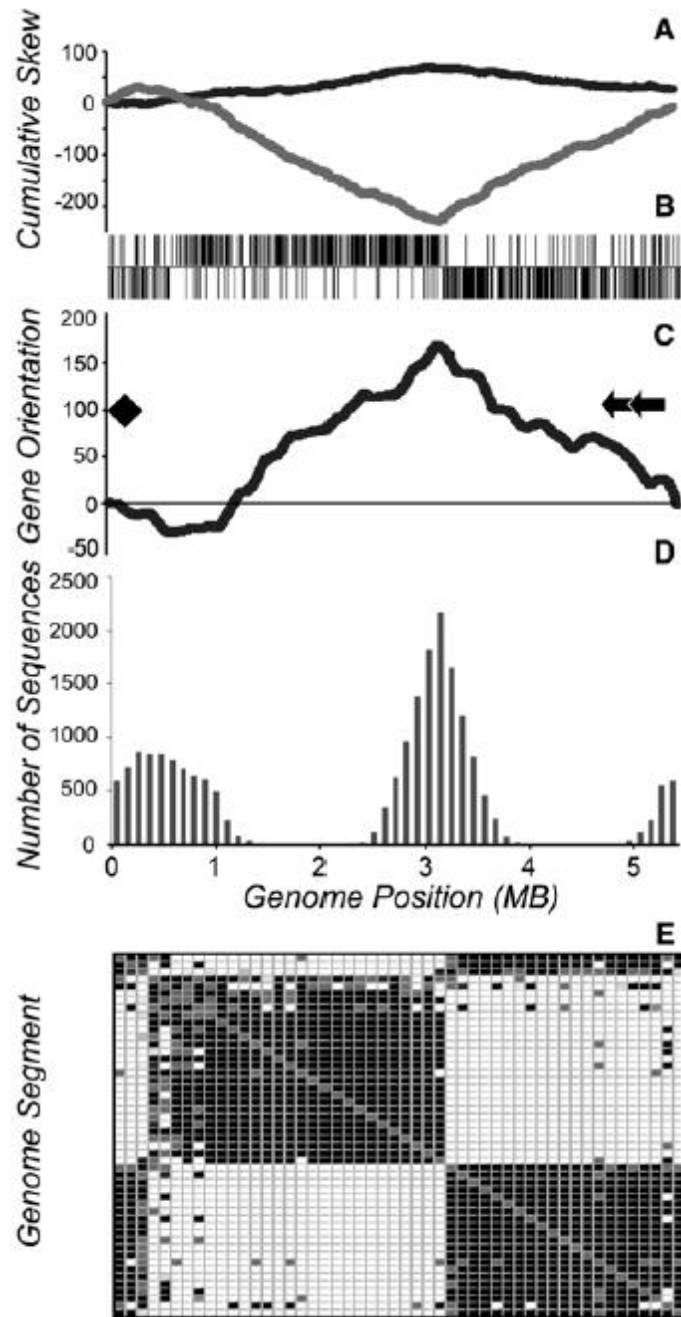 A
Cumulative Skew
100
0
-100
-200
B
C
Gene Orientation
200
150
100
50
0
-50
D
Number of Sequences
2500
2000
1500
1000
500
0
0 1 2 3 4 5
Genome Position (MB)
E
Genome Segment